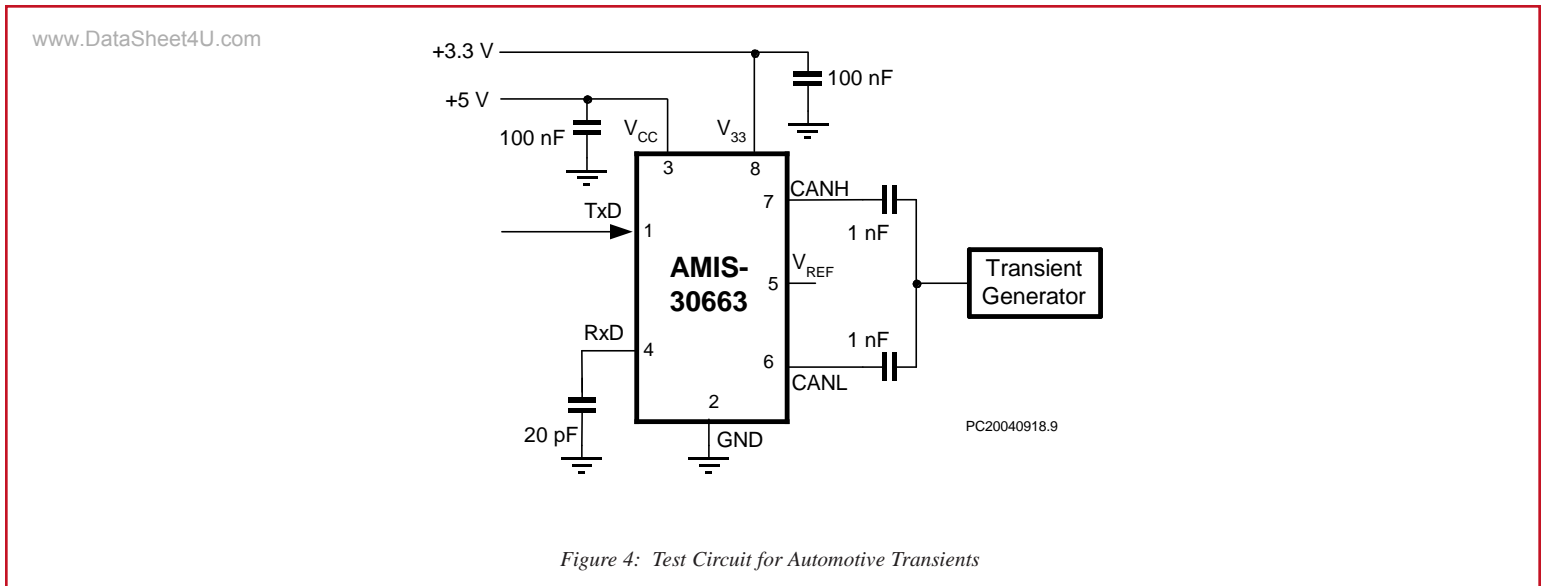 www.DataSheet4U.com
+3.3 V
100 nF
+5 V
100 nF
VCC
V33
3
8
7
CANH
TxD
1
1 nF
AMIS-
30663
VREF
5
Transient
Generator
RxD
4
1 nF
6
CANL
2
20 pF
GND
PC20040918.9
Figure 4: Test Circuit for Automotive Transients